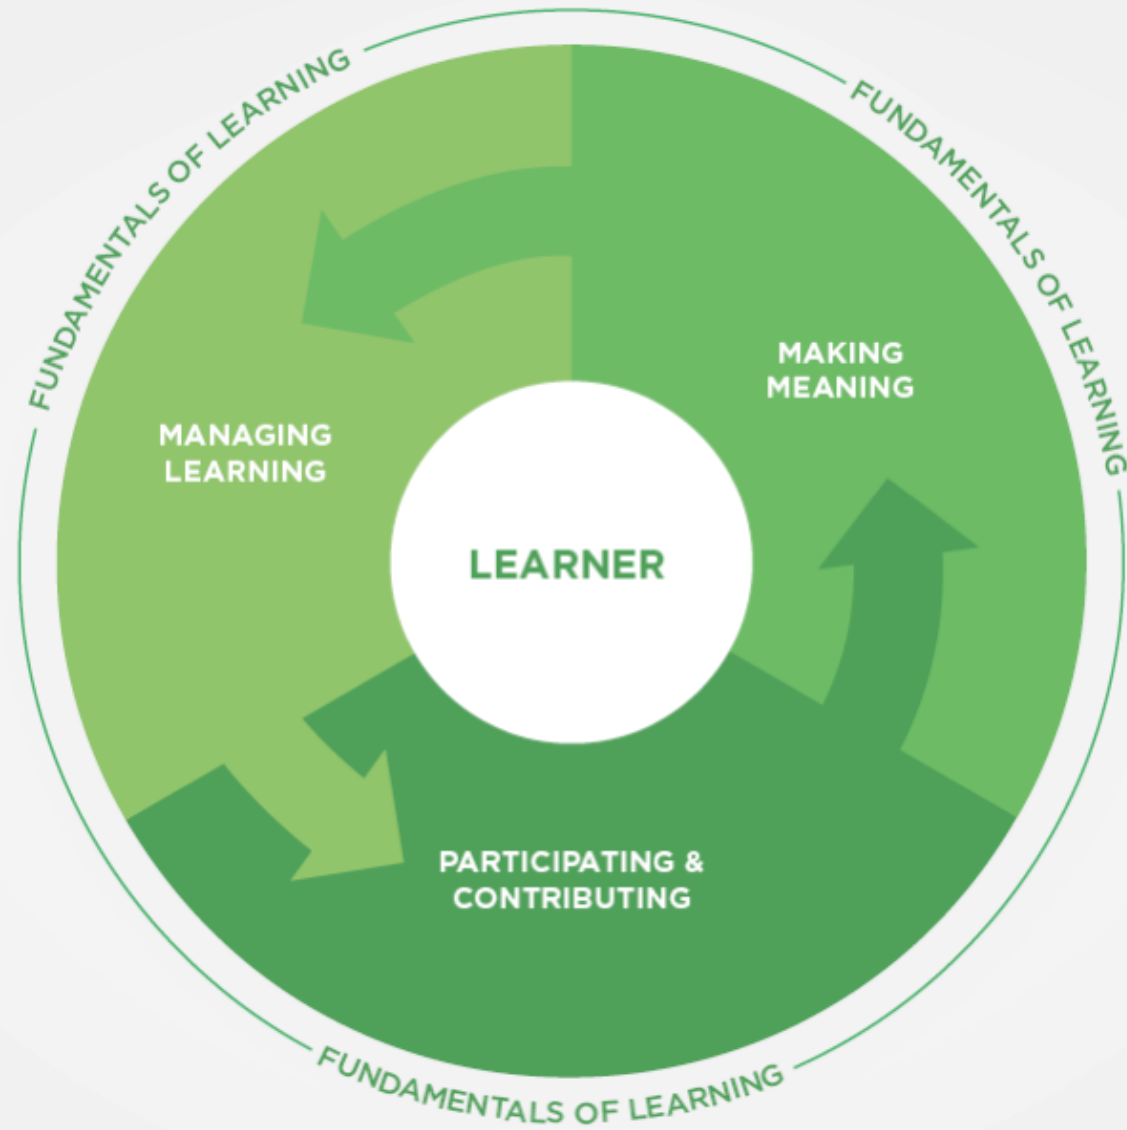 FUNDAMENTALS OF LEARNING
FUNDAMENTALS OF LEARNING
MAKING
MEANING
MANAGING
LEARNING
LEARNER
PARTICIPATING &
CONTRIBUTING
FUNDAMENTALS OF LEARNING